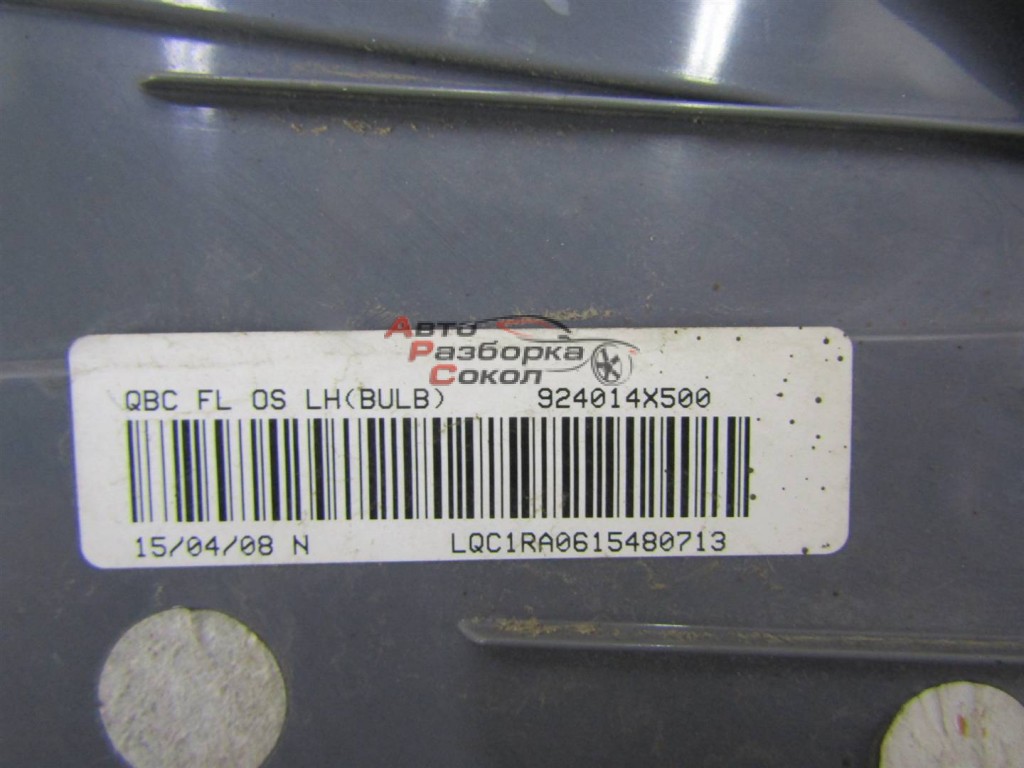 Авто
Разборка
Сокол
QBC FL OS LH(BULB) 924014X500
15/04/08 N LQC1RA0615480713